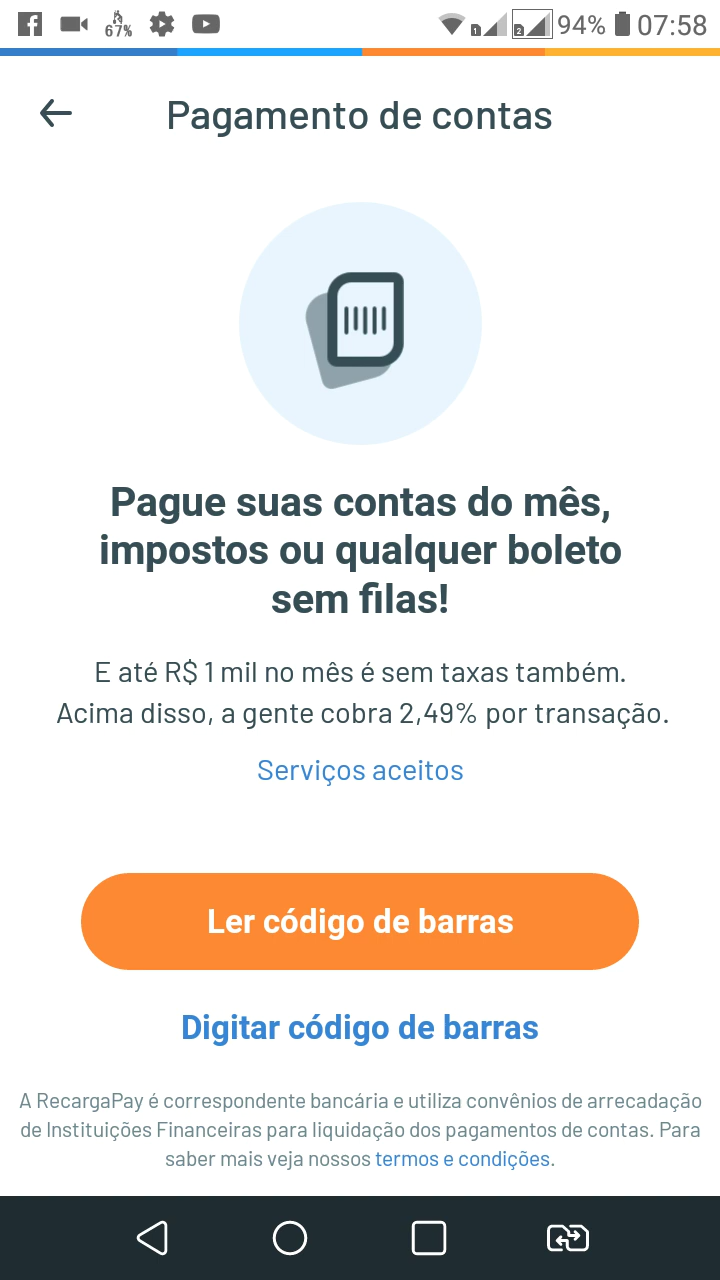 67%
1
2
94%
07:58
Pagamento de contas
Pague suas contas do mês,
impostos ou qualquer boleto
sem filas!
E até R$ 1 mil no mês é sem taxas também.
Acima disso, a gente cobra 2,49% por transação.
Serviços aceitos
Ler código de barras
Digitar código de barras
A RecargaPay é correspondente bancária e utiliza convênios de arrecadação
de Instituições Financeiras para liquidação dos pagamentos de contas. Para
saber mais veja nossos termos e condições.